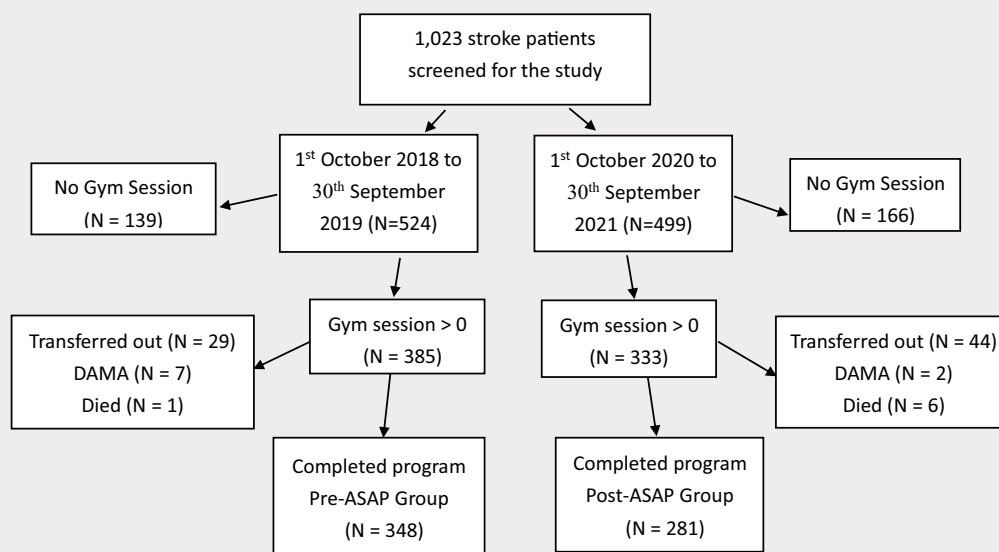 1,023 stroke patients
screened for the study
1st October 2018 to
30th September
2019 (N=524)
1st October 2020 to
30th September
2021 (N=499)
No Gym Session
(N = 139)
No Gym Session
(N = 166)
Gym session > 0
(N = 385)
Gym session > 0
(N = 333)
Transferred out (N = 29)
DAMA (N = 7)
Died (N = 1)
Transferred out (N = 44)
DAMA (N = 2)
Died (N = 6)
Completed program
Pre-ASAP Group
(N = 348)
Completed program
Post-ASAP Group
(N = 281)